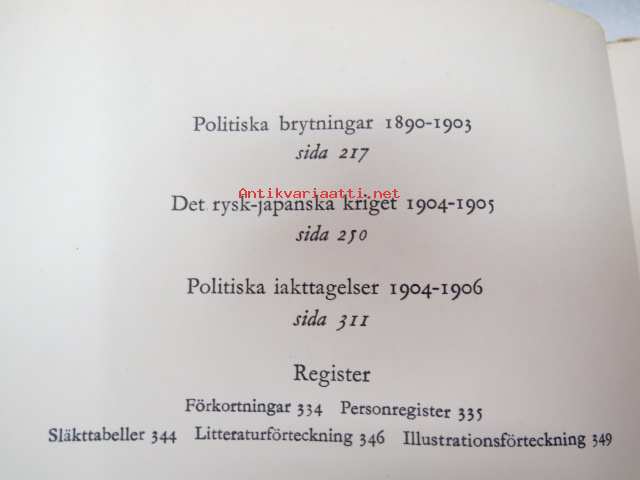 Politiska brytningar 1890-1903
sida 217
Antikvariaatti.net
Det rysk-japanska kriget 1904-1905
sida 250
Politiska iakttagelser 1904-1906
sida 311
Register
Förkortningar 334 Personregister 335
Släkttabeller 344 Litteraturförteckning 346 Illustrationsförteckning 349